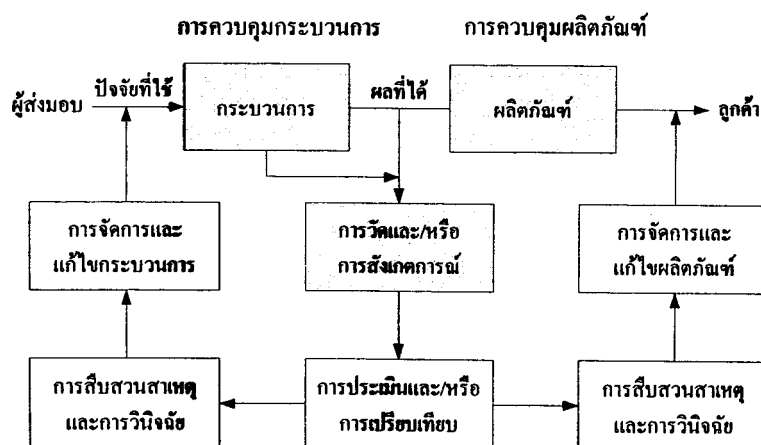 การควบคุมกระบวนการ
การควบคุมผลิตภัณฑ์
ผู้ส่งมอบ
ปัจจัยที่ใช้
กระบวนการ
ผลที่ได้
ผลิตภัณฑ์
ลูกค้า
การจัดการและ
แก้ไขกระบวนการ
การวัดและ/หรือ
การสังเกตการณ์
การจัดการและ
แก้ไขผลิตภัณฑ์
การสืบสวนสาเหตุ
และการวินิจฉัย
การประเมินและ/หรือ
การเปรียบเทียบ
การสืบสวนสาเหตุ
และการวินิจฉัย